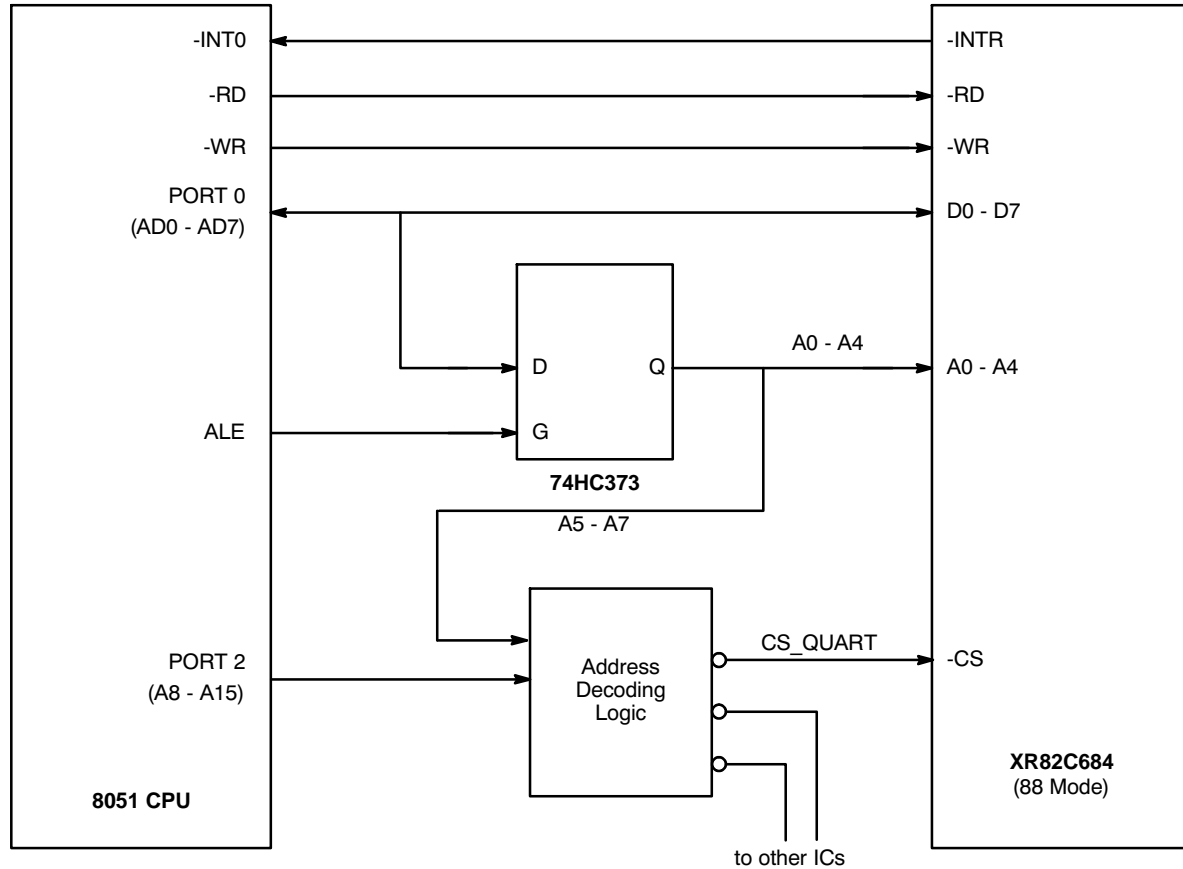 -INT0
-INTR
-RD
-RD
-WR
-WR
PORT 0
(AD0 - AD7)
D0 - D7
A0 - A4
D
Q
A0 - A4
ALE
G
74HC373
A5 - A7
PORT 2
(A8 - A15)
Address
Decoding
Logic
CS_QUART
-CS
8051 CPU
XR82C684
(88 Mode)
to other ICs